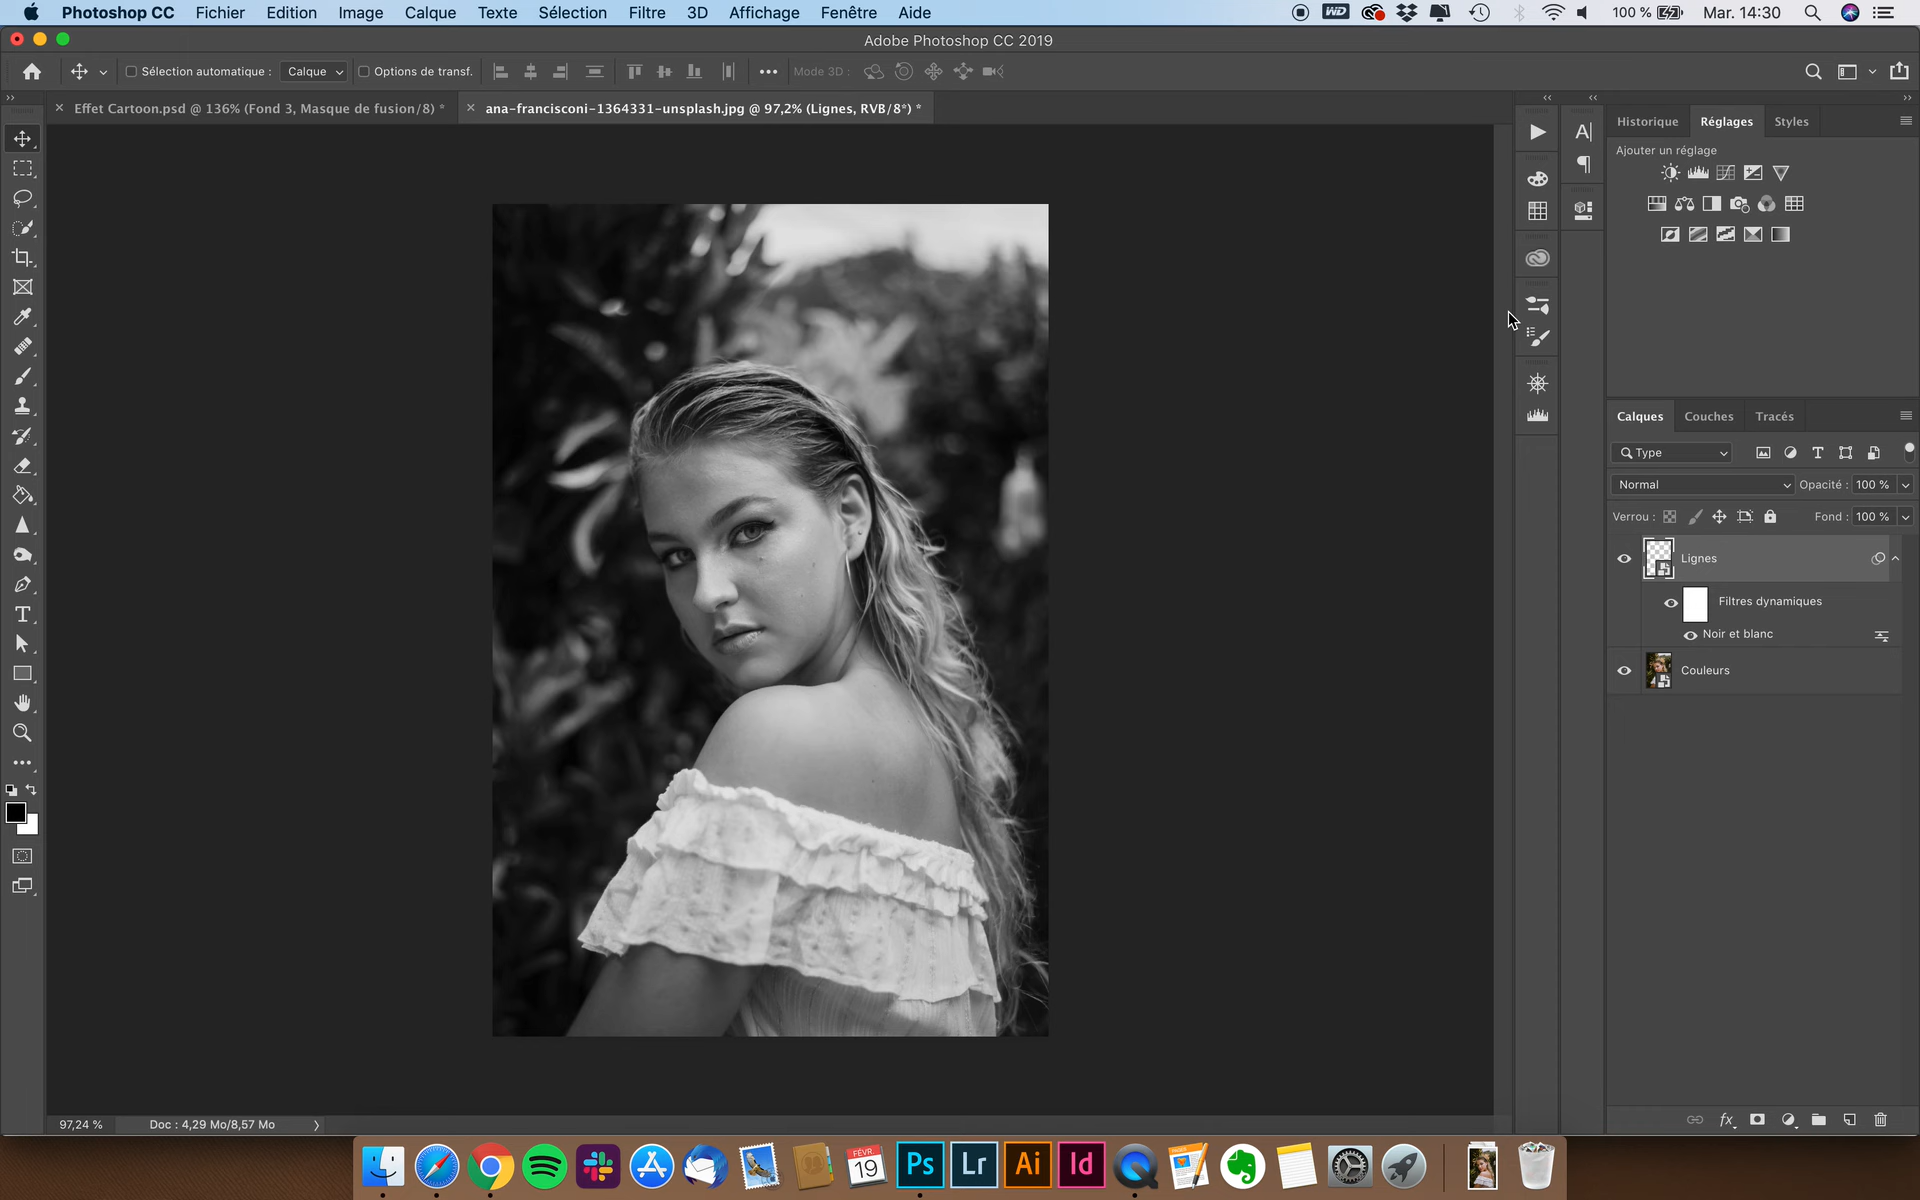 Photoshop CC Fichier Edition Image Calque Texte Sélection Filtre 3D Affichage Fenêtre Aide WD 100 % Mar. 14:30
Adobe Photoshop CC 2019
Sélection automatique : Calque Options de transf. Mode 3D :
Effet Cartoon.psd @ 136% (Fond 3, Masque de fusion/8) *
ana-francisconi-1364331-unsplash.jpg @ 97,2% (Lignes, RVB/8*) *
Historique Réglages Styles
Ajouter un réglage
Calques Couches Tracés
Type
Normal Opacité : 100 %
Verrou : Fond : 100 %
Lignes
Filtres dynamiques
Noir et blanc
Couleurs
97,24 % Doc : 4,29 Mo/8,57 Mo
FÉVR.
19
Ps Lr Ai Id